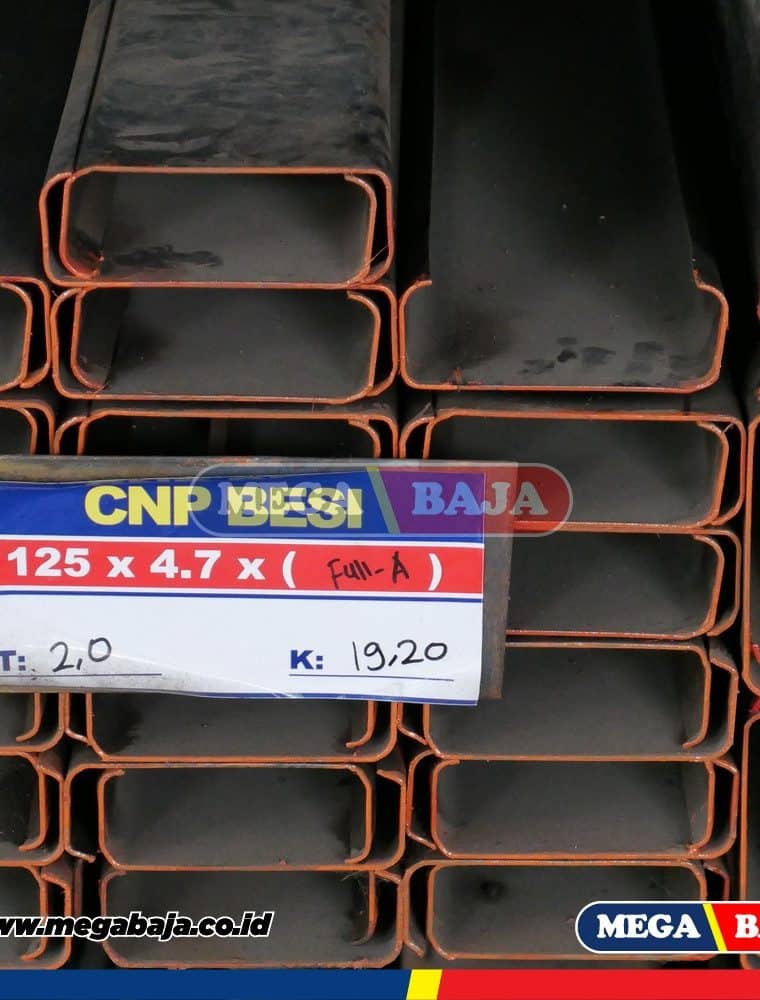 MEGA BAJA
CNP BESI
125 x 4.7 x ( Full-A )
T: 2,0 K: 19,20
www.megabaja.co.id
MEGA BA